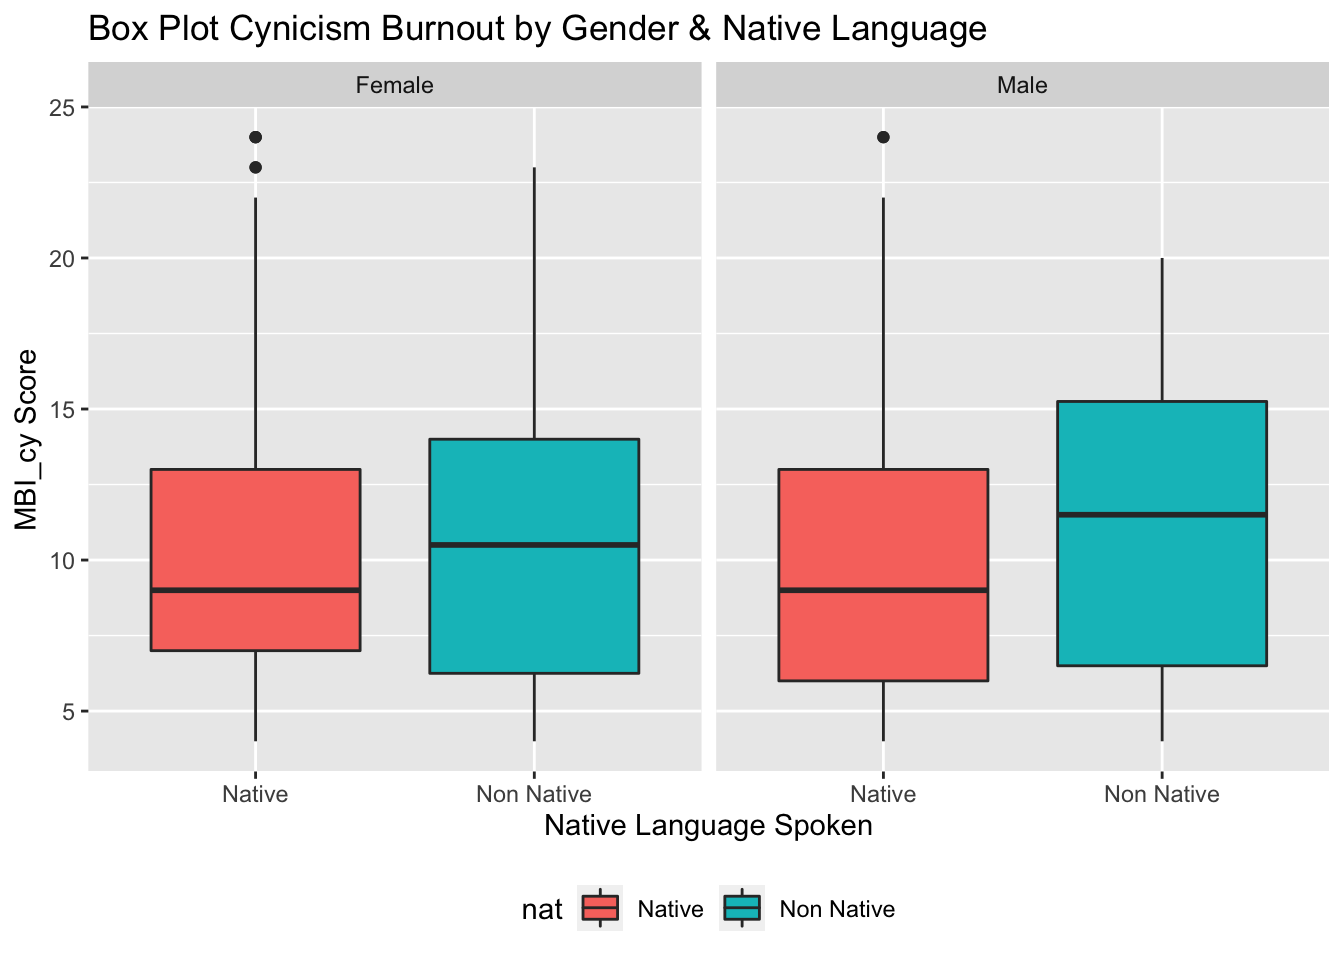 Box Plot Cynicism Burnout by Gender & Native Language
Female
Male
MBI_cy Score
25
20
15
10
5
Native
Non Native
Native
Non Native
Native Language Spoken
nat
Native
Non Native